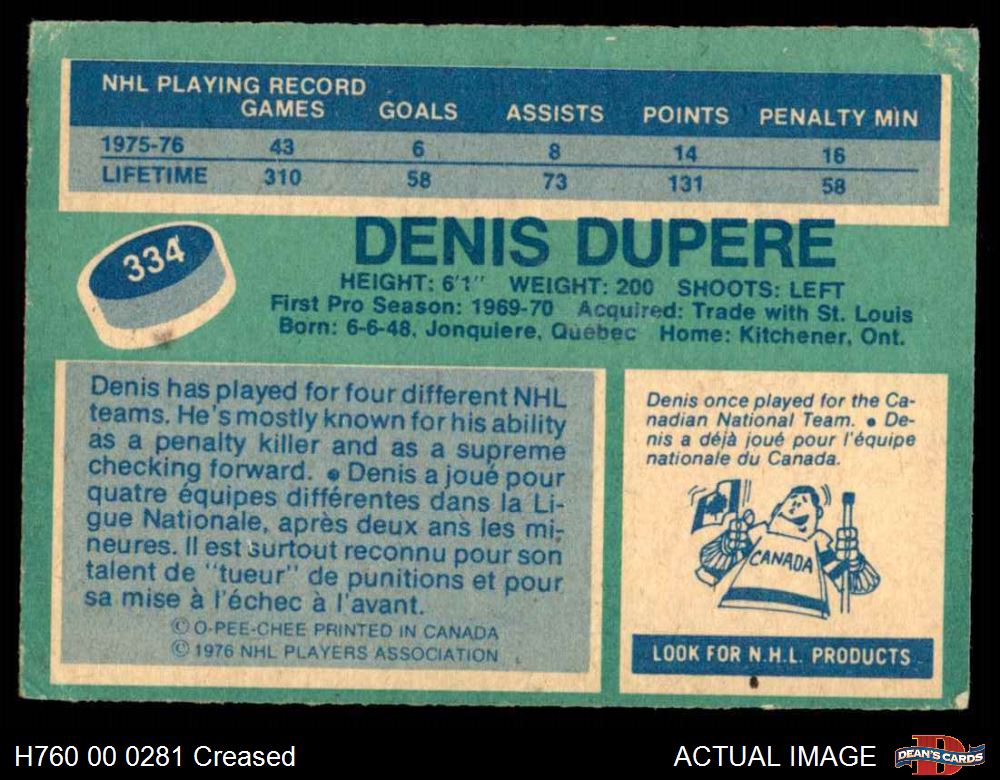 NHL PLAYING RECORD
GAMES GOALS ASSISTS POINTS PENALTY MIN
1975-76 43 6 8 14 16
LIFETIME 310 58 73 131 58
334
DENIS DUPERE
HEIGHT: 6'1" WEIGHT: 200 SHOOTS: LEFT
First Pro Season: 1969-70 Acquired: Trade with St. Louis
Born: 6-6-48, Jonquiere, Quebec Home: Kitchener, Ont.
Denis has played for four different NHL
teams. He's mostly known for his ability
as a penalty killer and as a supreme
checking forward. • Denis a joué pour
quatre équipes différentes dans la Li-
gue Nationale, après deux ans les mi-
neures. Il est surtout reconnu pour son
talent de "tueur" de punitions et pour
sa mise à l'échec à l'avant.
© O-PEE-CHEE PRINTED IN CANADA
© 1976 NHL PLAYERS ASSOCIATION
Denis once played for the Ca-
nadian National Team. • De-
nis a déjà joué pour l'équipe
nationale du Canada.
CANADA
LOOK FOR N.H.L. PRODUCTS
H760 00 0281 Creased
ACTUAL IMAGE
D
DEAN'S CARDS